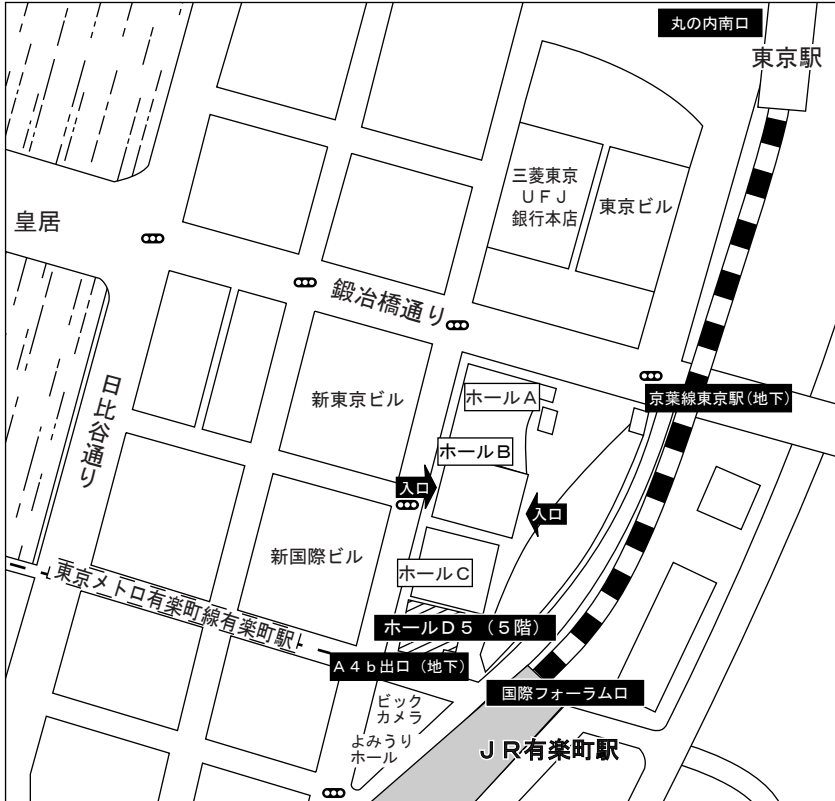 丸の内南口
東京駅
三菱東京
UFJ
銀行本店
東京ビル
皇居
鍛冶橋通り
日比谷通り
新東京ビル
京葉線東京駅(地下)
ホールA
ホールB
入口
入口
新国際ビル
ホールC
東京メトロ有楽町線有楽町駅
ホールD5（5階）
A4b出口（地下）
国際フォーラム口
ビック
カメラ
よみうり
ホール
JR有楽町駅